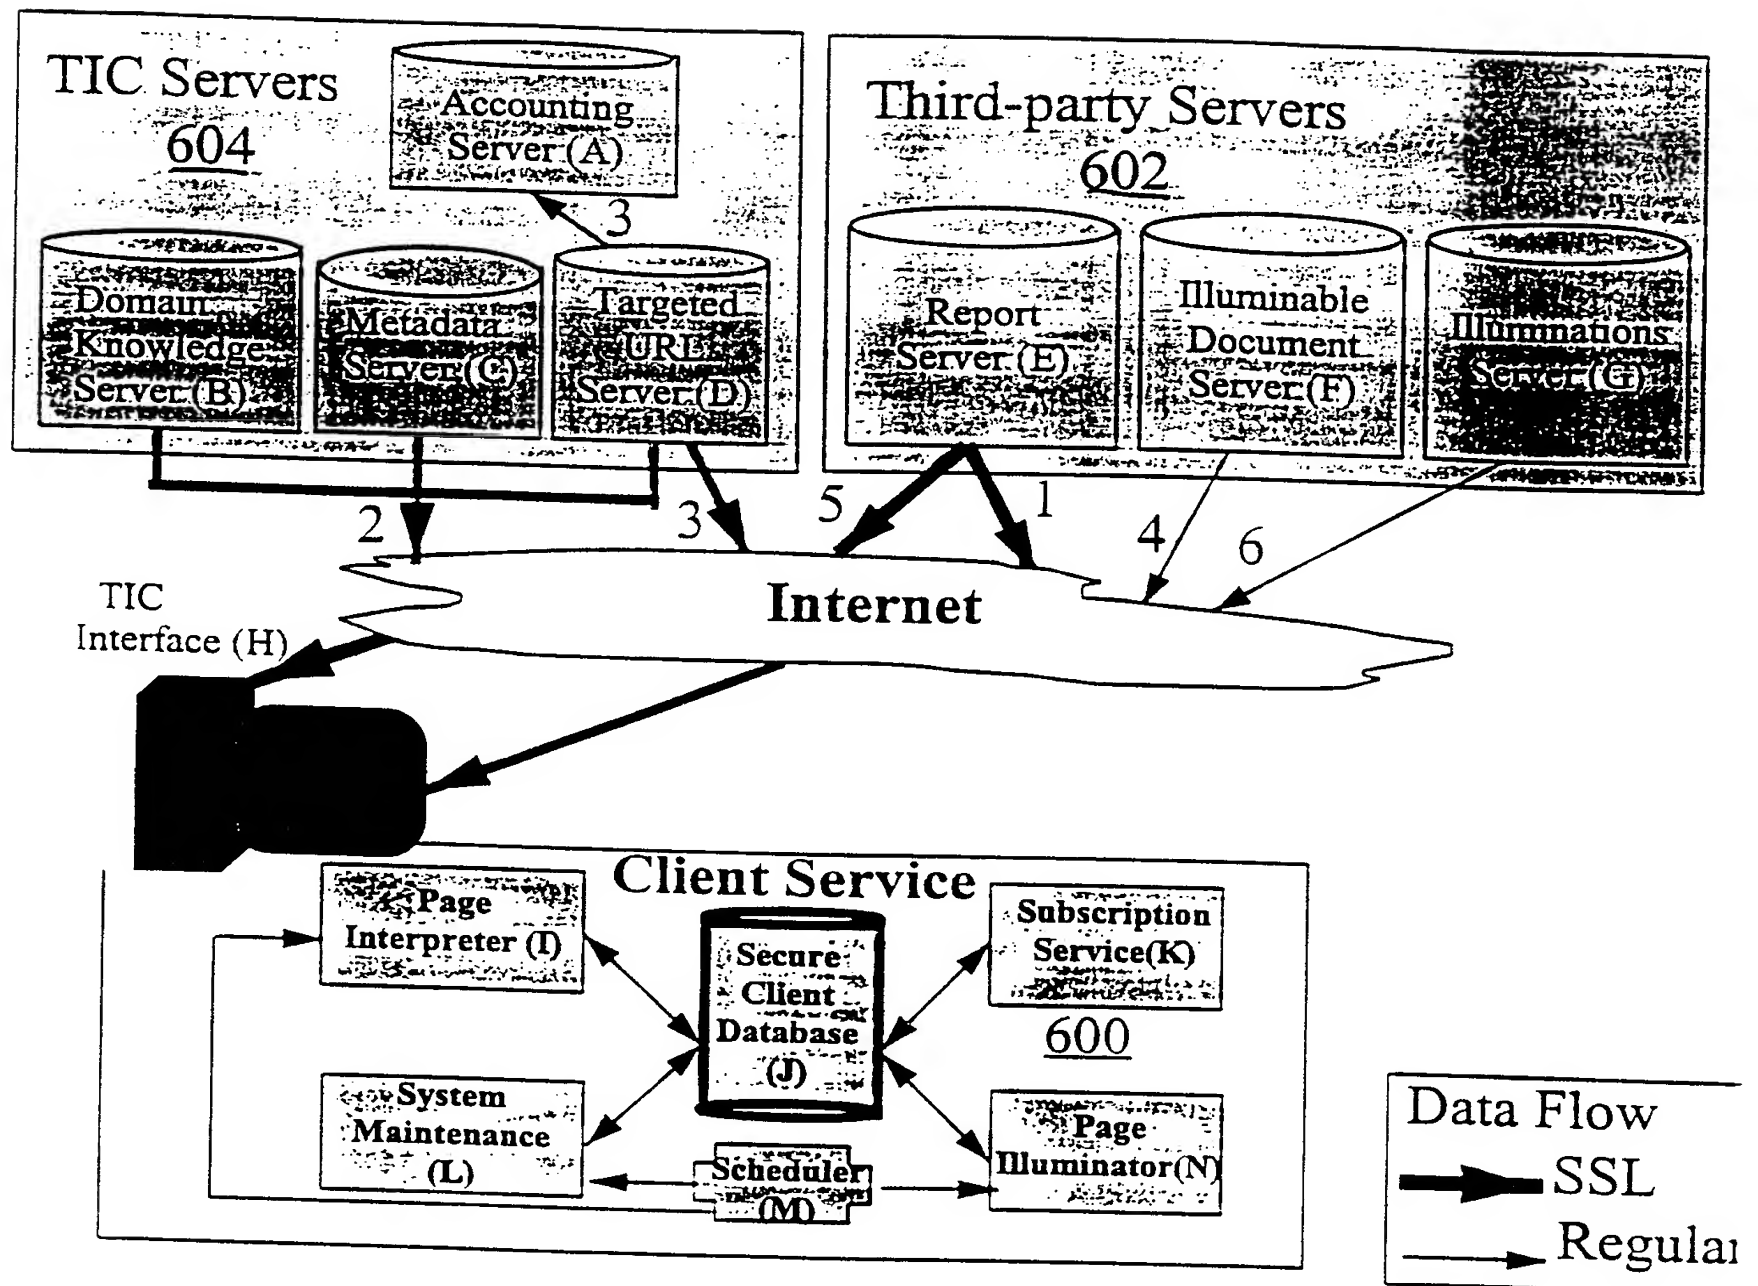 TIC Servers
604
Accounting
Server (A)
3
Domain
Knowledge
Server (B)
Metadata
Server (C)
Targeted
URL
Server (D)
Third-party Servers
602
Report
Server (E)
Illuminable
Document
Server (F)
Illuminations
Server (G)
2
3
5
1
4
6
Internet
TIC
Interface (H)
Client Service
Page
Interpreter (I)
Secure
Client
Database
(J)
Subscription
Service(K)
600
System
Maintenance
(L)
Scheduler
(M)
Page
Illuminator(N)
Data Flow
SSL
Regular